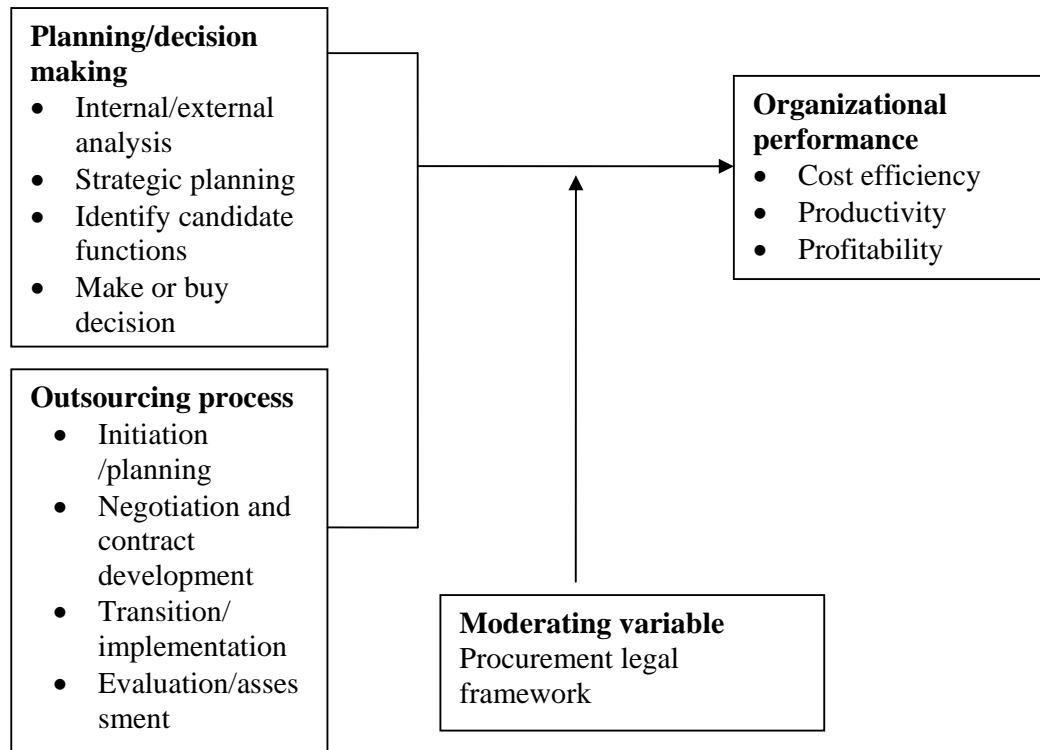 Planning/decision
making
• Internal/external
analysis
• Strategic planning
• Identify candidate
functions
• Make or buy
decision
Outsourcing process
• Initiation
/planning
• Negotiation and
contract
development
• Transition/
implementation
• Evaluation/asses
sment
Organizational
performance
• Cost efficiency
• Productivity
• Profitability
Moderating variable
Procurement legal
framework